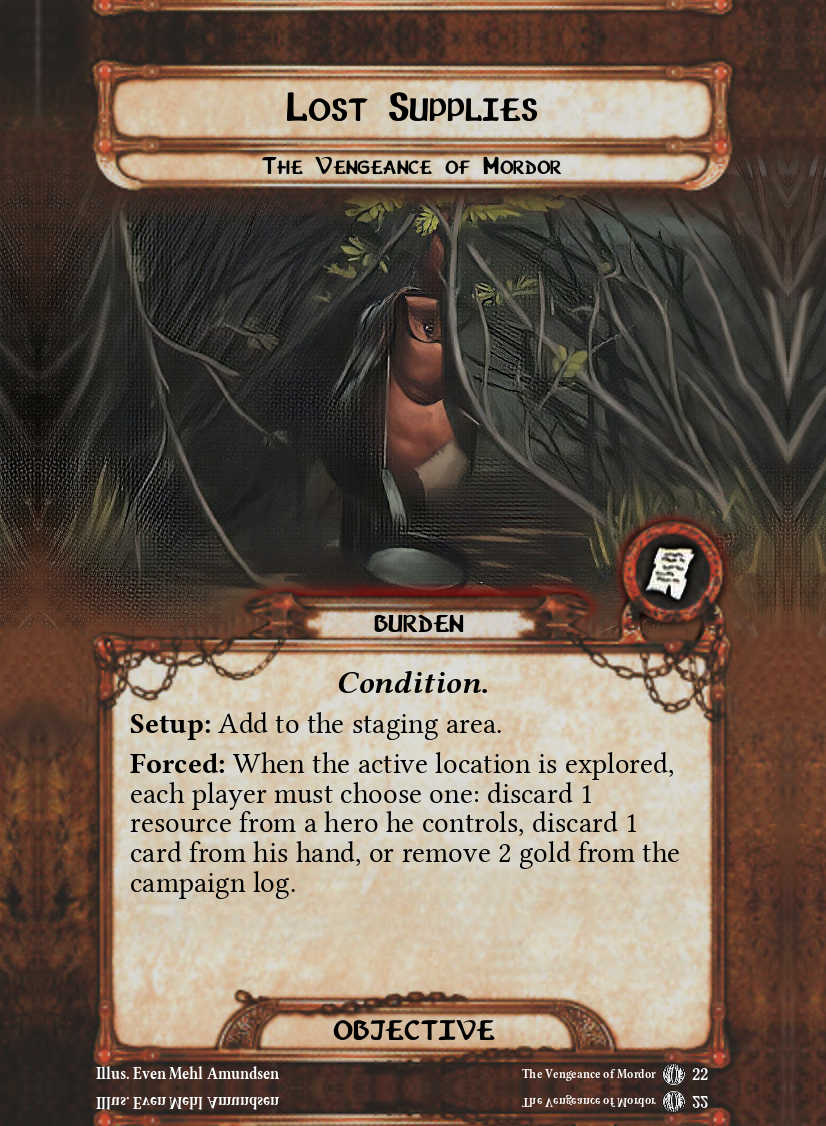 Lost Supplies
The Vengeance of Mordor
BURDEN
Condition.
Setup: Add to the staging area.
Forced: When the active location is explored,
each player must choose one: discard 1
resource from a hero he controls, discard 1
card from his hand, or remove 2 gold from the
campaign log.
OBJECTIVE
Illus. Even Mehl Amundsen
The Vengeance of Mordor 22
Illus. Even Mehl Amundsen
The Vengeance of Mordor 22